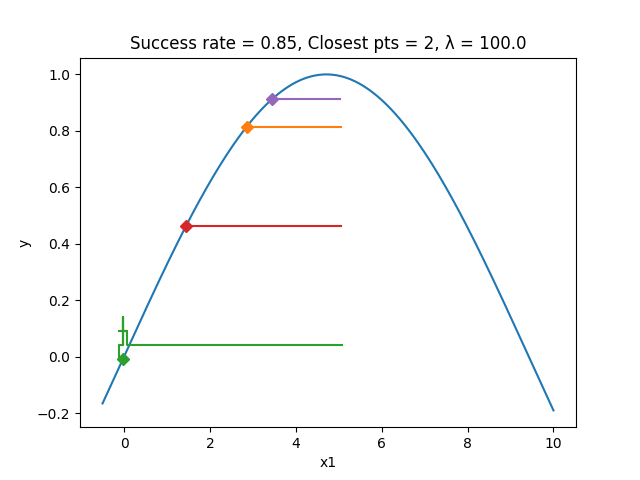 Success rate = 0.85, Closest pts = 2, λ = 100.0
1.0
0.8
0.6
0.4
0.2
0.0
−0.2
y
0 2 4 6 8 10
x1